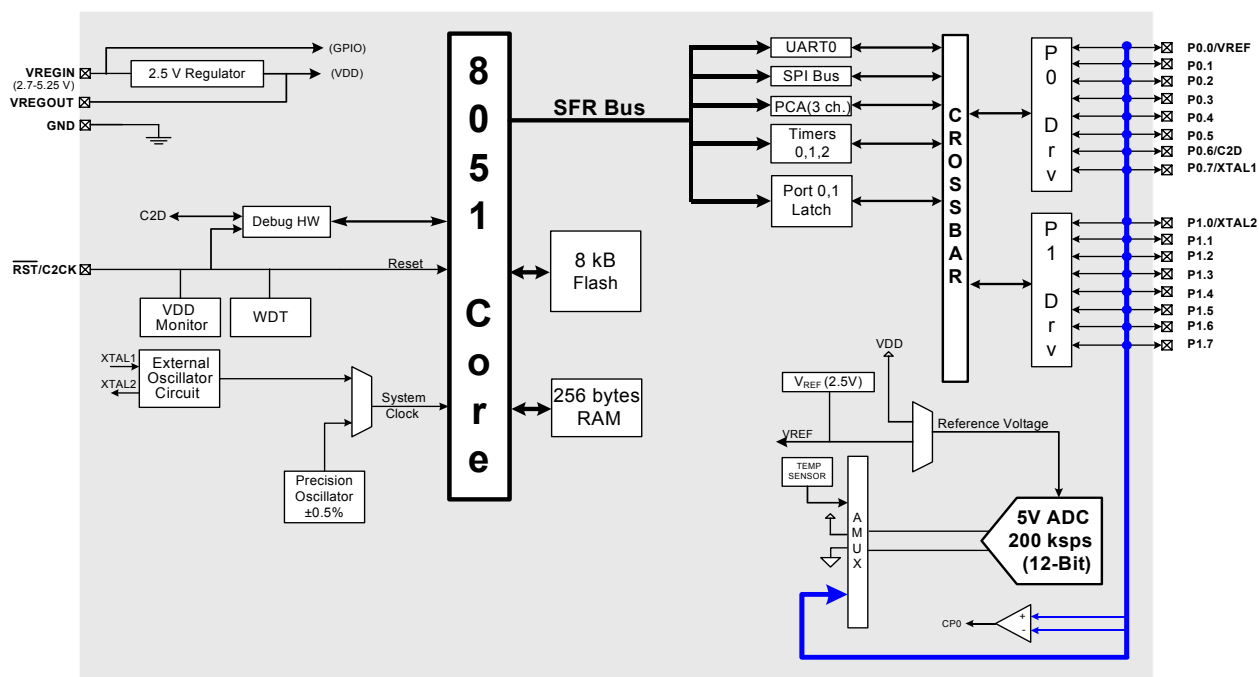 VREGIN
(2.7-5.25 V)
VREGOUT
GND
2.5 V Regulator
(GPIO)
(VDD)
C2D
Debug HW
RST/C2CK
Reset
VDD
Monitor
WDT
XTAL1
XTAL2
External
Oscillator
Circuit
System
Clock
Precision
Oscillator
±0.5%
8
0
5
1
C
o
r
e
8 kB
Flash
256 bytes
RAM
SFR Bus
UART0
SPI Bus
PCA(3 ch.)
Timers
0,1,2
Port 0,1
Latch
C
R
O
S
S
B
A
R
P
0
D
r
v
P
1
D
r
v
P0.0/VREF
P0.1
P0.2
P0.3
P0.4
P0.5
P0.6/C2D
P0.7/XTAL1
P1.0/XTAL2
P1.1
P1.2
P1.3
P1.4
P1.5
P1.6
P1.7
VDD
VREF (2.5V)
VREF
Reference Voltage
TEMP
SENSOR
A
M
U
X
5V ADC
200 ksps
(12-Bit)
CP0
+
-